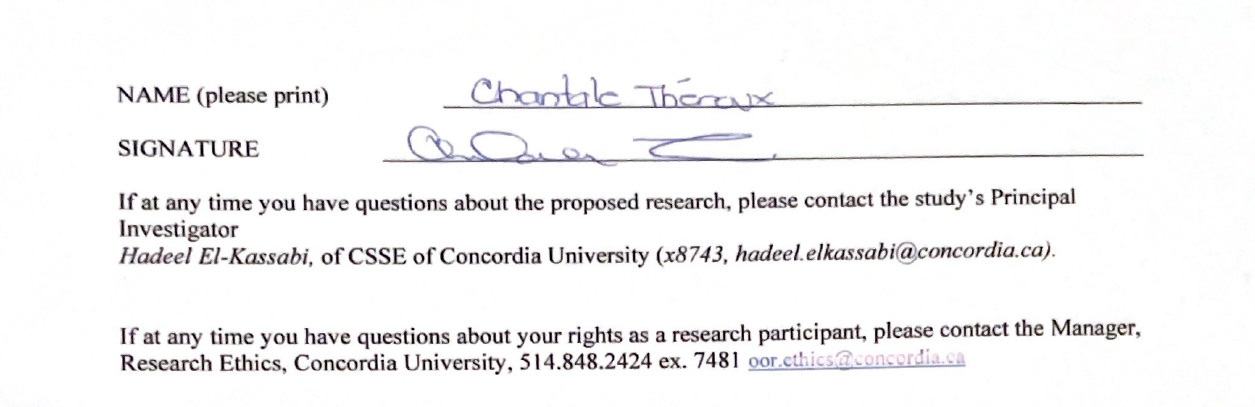 NAME (please print) Chantale Théroux
SIGNATURE
If at any time you have questions about the proposed research, please contact the study's Principal
Investigator
Hadeel El-Kassabi, of CSSE of Concordia University (x8743, hadeel.elkassabi@concordia.ca).
If at any time you have questions about your rights as a research participant, please contact the Manager,
Research Ethics, Concordia University, 514.848.2424 ex. 7481 oor.ethics@concordia.ca